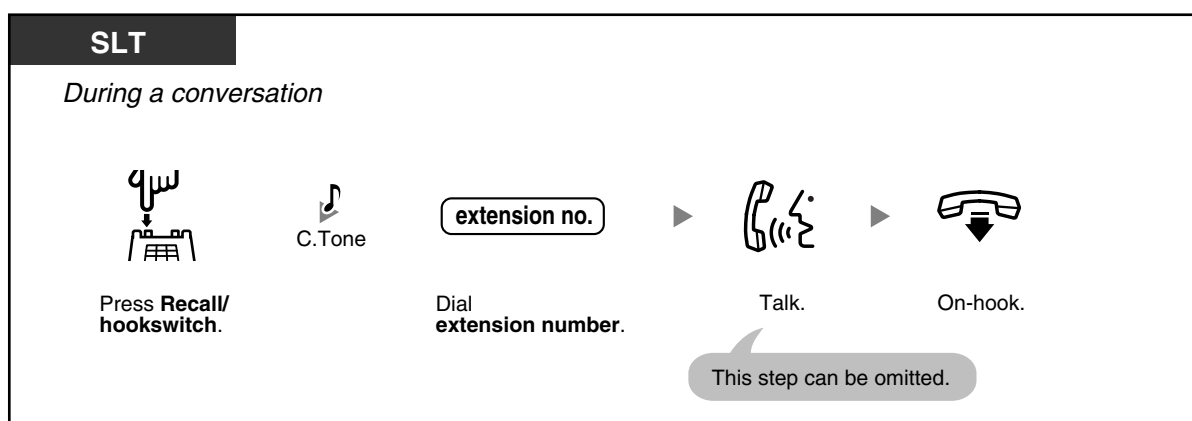 SLT
During a conversation
C.Tone
extension no.
Press Recall/
hookswitch.
Dial
extension number.
Talk.
On-hook.
This step can be omitted.